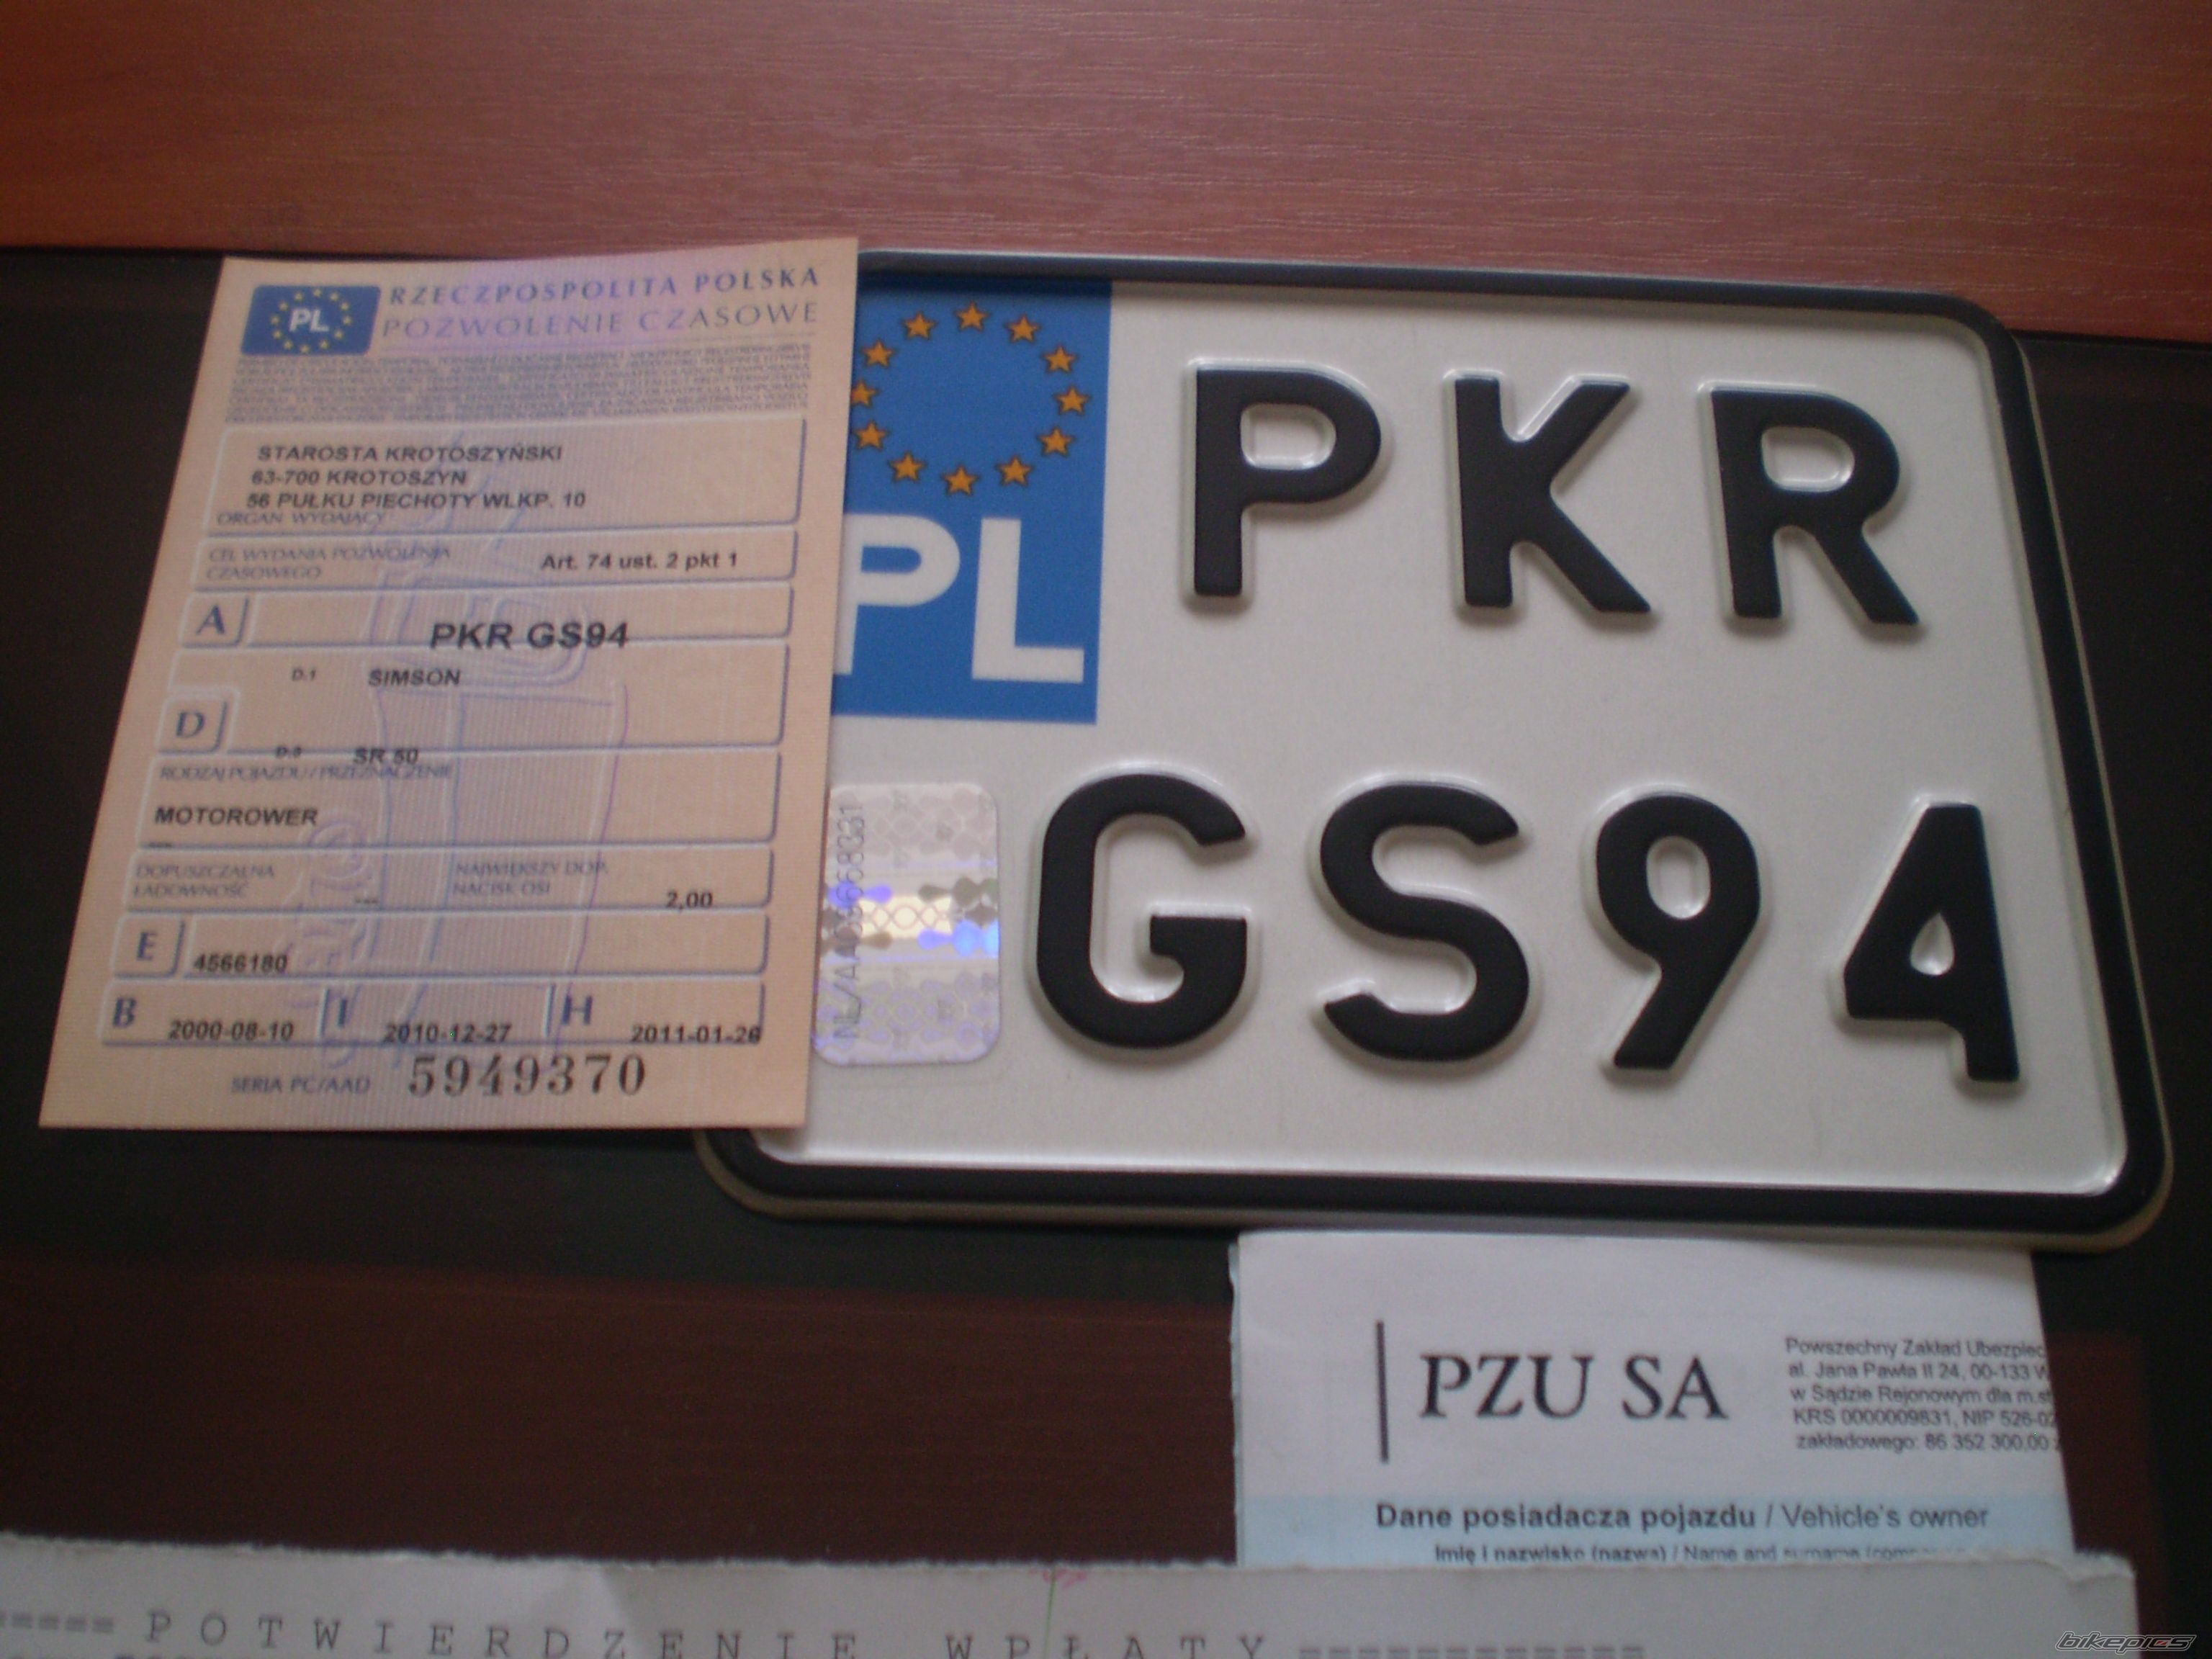 PL
RZECZPOSPOLITA POLSKA
POZWOLENIE CZASOWE
STAROSTA KROTOSZYŃSKI
63-700 KROTOSZYN
56 PUŁKU PIECHOTY WLKP. 10
ORGAN WYDAJĄCY
CEL WYDANIA POZWOLENIA
CZASOWEGO
Art. 74 ust. 2 pkt 1
A
PKR GS94
D.1 SIMSON
D
D.3 SR 50
RODZAJ POJAZDU / PRZEZNACZENIE
MOTOROWER
---
DOPUSZCZALNA
ŁADOWNOŚĆ
---
NAJWIĘKSZY DOP.
NACISK OSI
2,00
E 4566180
B 2000-08-10 I 2010-12-27 H 2011-01-26
SERIA PC/AAD 5949370
PL
PKR
GS94
PZU SA
Powszechny Zakład
al. Jana Pawła II 24, 00-133
w Sądzie Rejonowym dla
KRS 0000009831, NIP
zakładowego: 86 352 300,00
Dane posiadacza pojazdu / Vehicle's owner
Imię i nazwisko (nazwa) / Name and surname
===== POTWIERDZENIE WPŁATY =============
bikepics